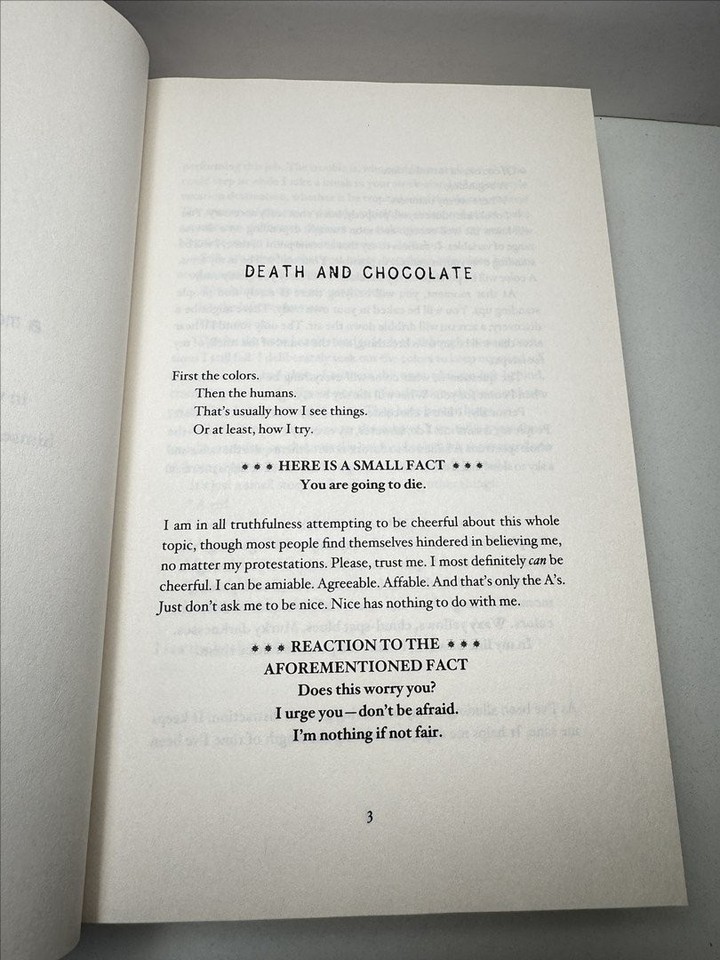 DEATH AND CHOCOLATE
First the colors.
Then the humans.
That's usually how I see things.
Or at least, how I try.
* * * HERE IS A SMALL FACT * * *
You are going to die.
I am in all truthfulness attempting to be cheerful about this whole
topic, though most people find themselves hindered in believing me,
no matter my protestations. Please, trust me. I most definitely can be
cheerful. I can be amiable. Agreeable. Affable. And that's only the A's.
Just don't ask me to be nice. Nice has nothing to do with me.
* * * REACTION TO THE * * *
AFOREMENTIONED FACT
Does this worry you?
I urge you—don't be afraid.
I'm nothing if not fair.
3